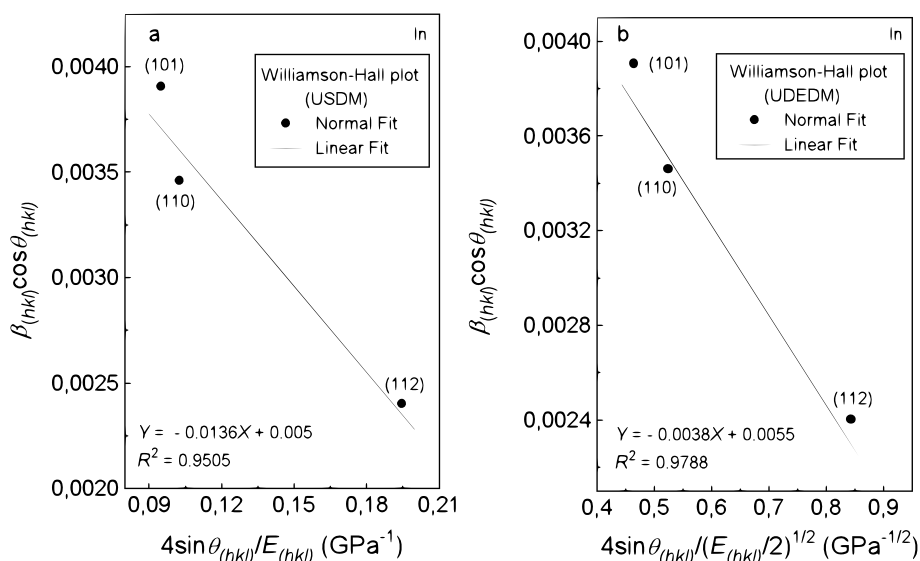 a
In
(101)
(110)
(112)
Williamson-Hall plot
(USDM)
Normal Fit
Linear Fit
Y = - 0.0136X + 0.005
R² = 0.9505
0,0040
0,0035
0,0030
0,0025
0,0020
0,09 0,12 0,15 0,18 0,21
β(hkl)cosθ(hkl)
4sinθ(hkl)/E(hkl) (GPa⁻¹)
b
In
(101)
(110)
(112)
Williamson-Hall plot
(UDEDM)
Normal Fit
Linear Fit
Y = - 0.0038X + 0.0055
R² = 0.9788
0,0040
0,0036
0,0032
0,0028
0,0024
0,4 0,5 0,6 0,7 0,8 0,9
β(hkl)cosθ(hkl)
4sinθ(hkl)/(E(hkl)/2)¹/² (GPa⁻¹/²)